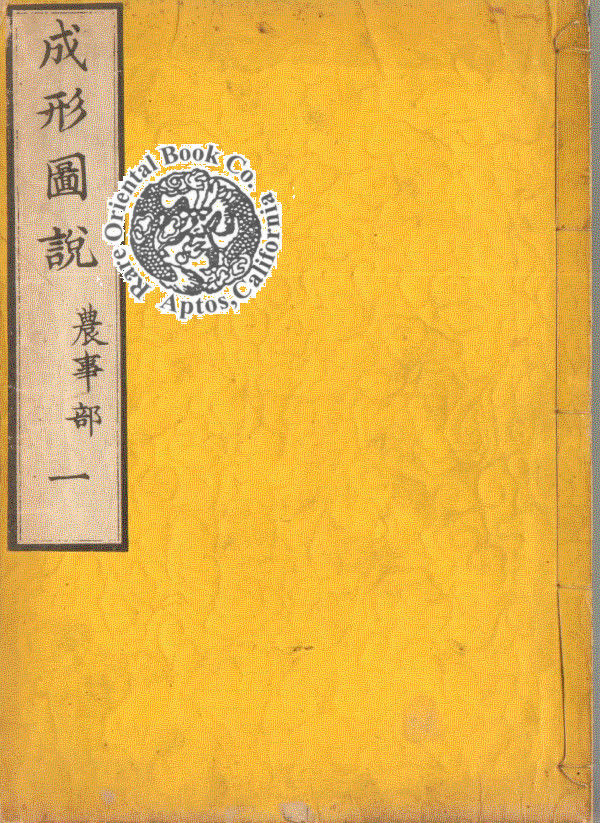 成形圖說
農事部
一
Rare Oriental Book Co.
Aptos, California